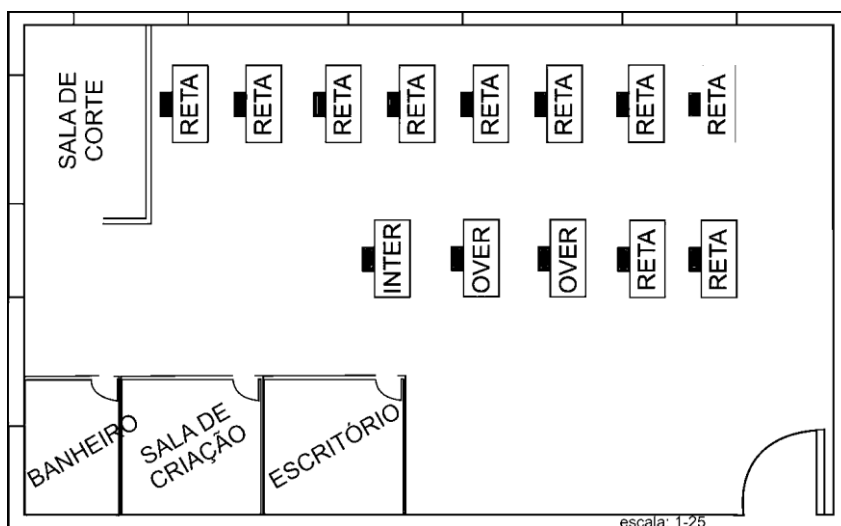 SALA DE
CORTE
RETA
RETA
RETA
RETA
RETA
RETA
RETA
RETA
INTER
OVER
OVER
RETA
RETA
BANHEIRO
SALA DE
CRIAÇÃO
ESCRITÓRIO
escala: 1-25